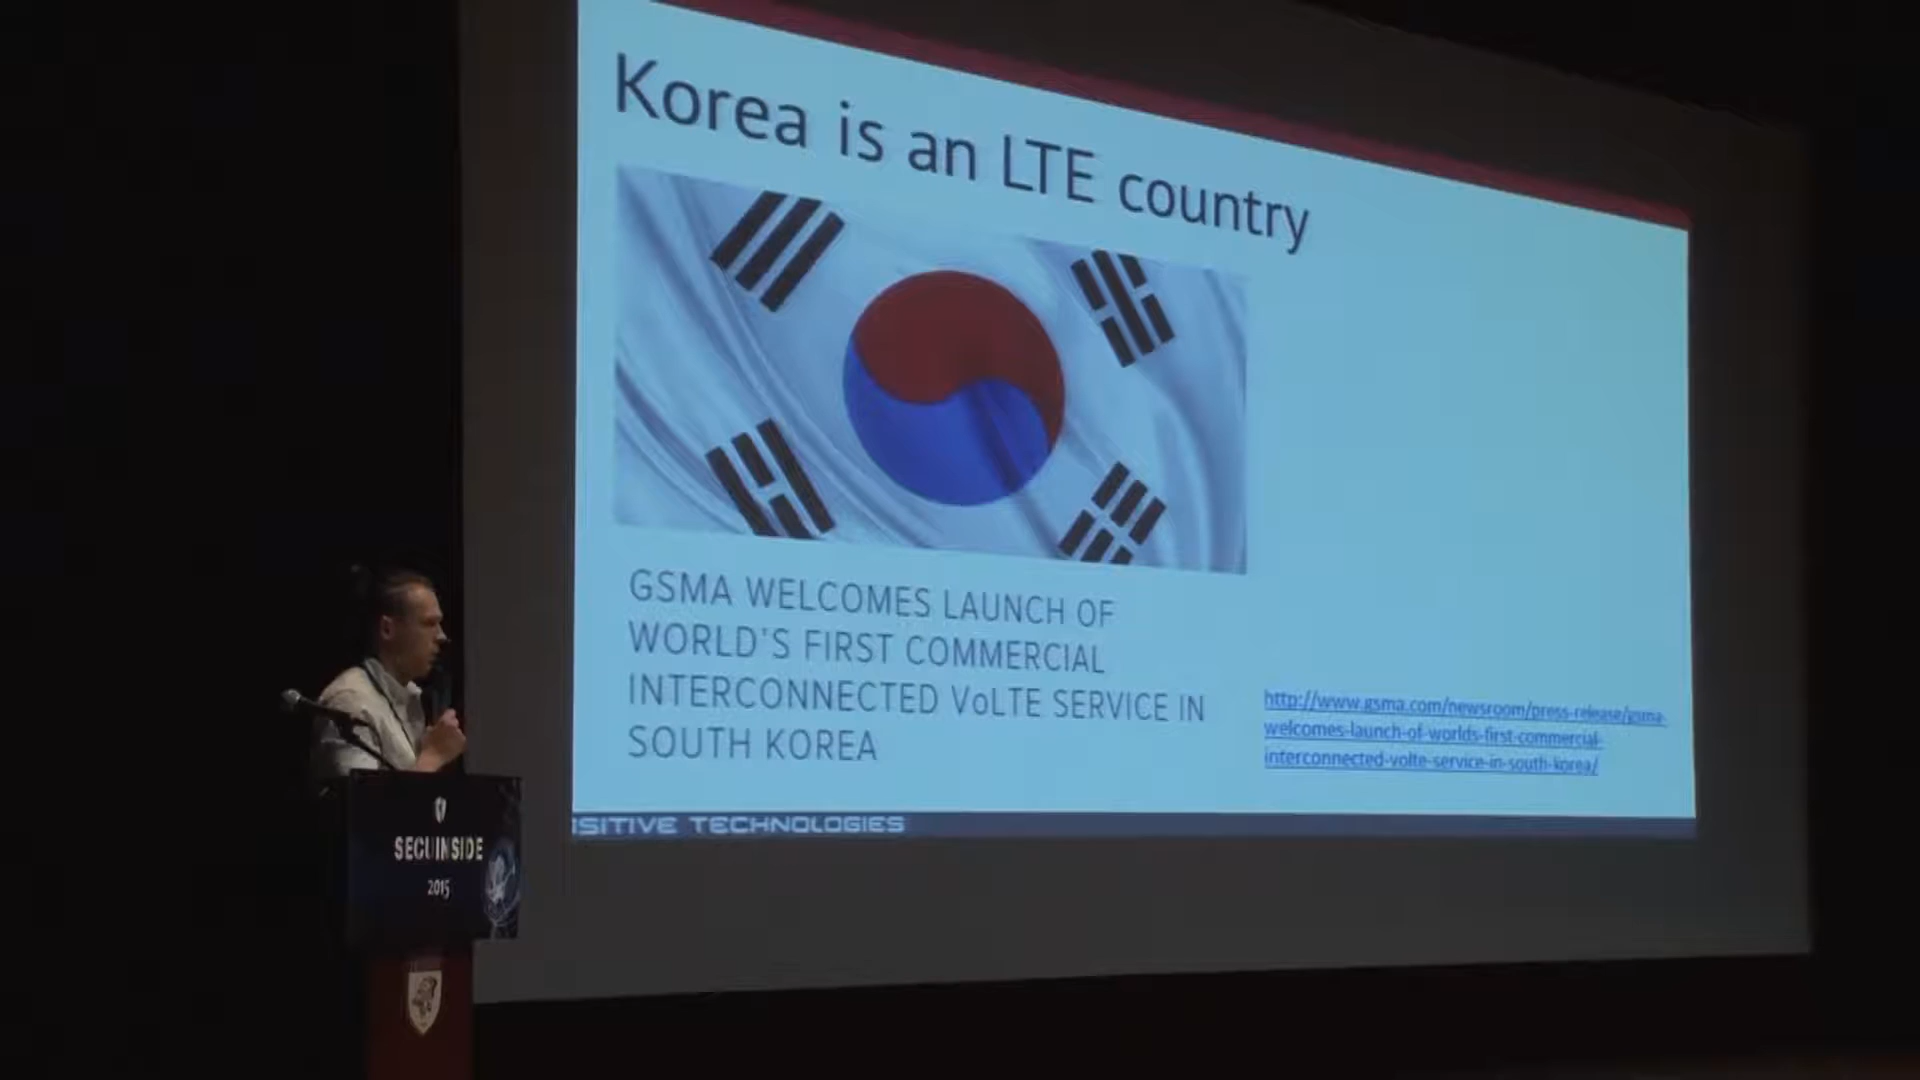 Korea is an LTE country
GSMA WELCOMES LAUNCH OF
WORLD'S FIRST COMMERCIAL
INTERCONNECTED VoLTE SERVICE IN
SOUTH KOREA
http://www.gsma.com/newsroom/press-release/gsma-
welcomes-launch-of-worlds-first-commercial-
interconnected-volte-service-in-south-korea/
SITIVE TECHNOLOGIES
SECUINSIDE
2015